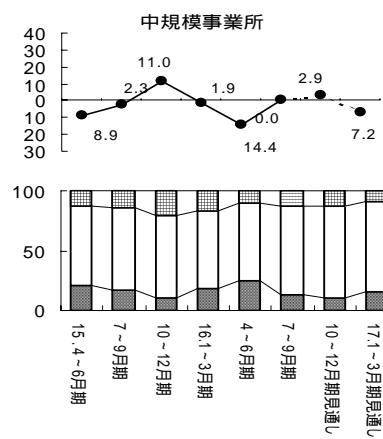 中規模事業所
40
30
20
10
0
10
20
30
8.9
2.3
11.0
1.9
14.4
0.0
2.9
7.2
100
50
0
15.4~6月期
7~9月期
10~12月期
16.1~3月期
4~6月期
7~9月期
10~12月期見通し
17.1~3月期見通し